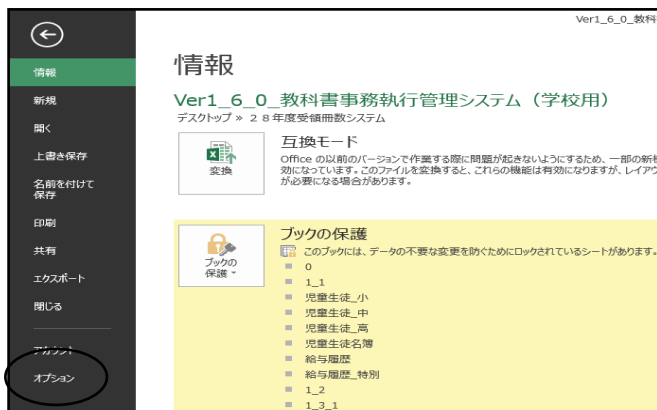 Ver1_6_0_教科
情報
情報
新規
開く
上書き保存
名前を付けて
保存
印刷
共有
エクスポート
閉じる
アカウント
オプション
Ver1_6_0_教科書事務執行管理システム（学校用）
デスクトップ » ２８年度受領冊数システム
変換
互換モード
Office の以前のバージョンで作業する際に問題が起きないようにするため、一部の新機
効になっています。このファイルを変換すると、これらの機能は有効になりますが、レイアウ
が必要になる場合があります。
ブックの
保護
ブックの保護
このブックには、データの不要な変更を防ぐためにロックされているシートがあります。
0
1_1
児童生徒_小
児童生徒_中
児童生徒_高
児童生徒名簿
給与履歴
給与履歴_特別
1_2
1_3_1